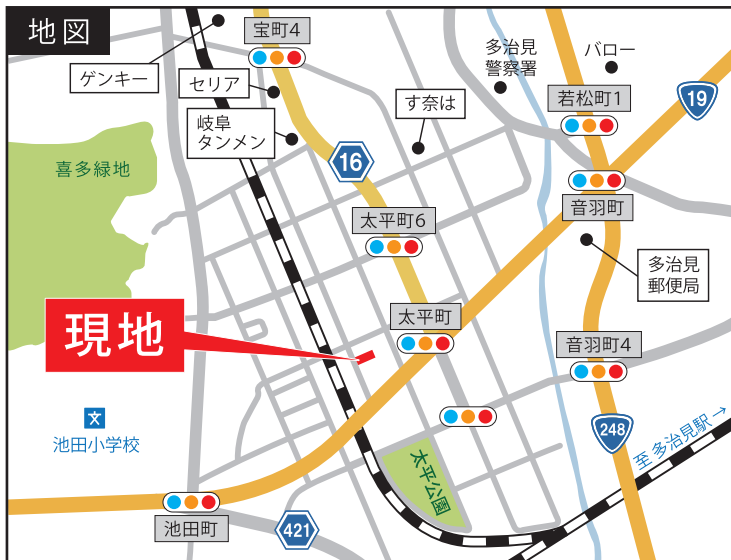 地図
宝町4
ゲンキー
セリア
岐阜
タンメン
す奈は
多治見
警察署
バロー
若松町1
19
喜多緑地
16
音羽町
太平町6
多治見
郵便局
現地
太平町
音羽町4
文
池田小学校
248
至 多治見駅→
太平公園
池田町
421